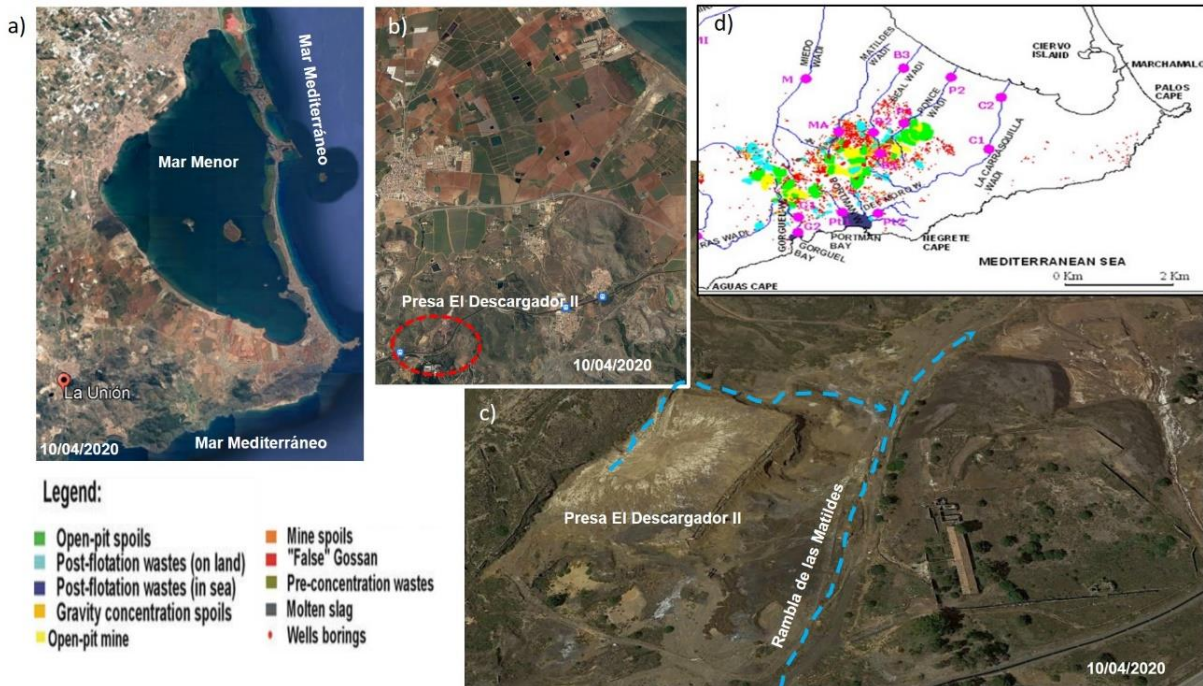 a)
Mar Mediterráneo
Mar Menor
La Unión
Mar Mediterráneo
10/04/2020
b)
Presa El Descargador II
10/04/2020
d)
MIEDO
WADI
MATILDES
WADI
B3
REAL WADI
PONCE
WADI
P2
M
MA
C2
C1
LA CARRASQUILLA
WADI
CIERVO
ISLAND
MARCHAMALO
PALOS
CAPE
PORTMAN
G2
GORGUEL
BAY
PORTMAN
BAY
NEGRETE
CAPE
AGUAS CAPE
MEDITERRANEAN SEA
0 Km
2 Km
c)
Presa El Descargador II
Rambla de las Matildes
10/04/2020
Legend:
Open-pit spoils
Post-flotation wastes (on land)
Post-flotation wastes (in sea)
Gravity concentration spoils
Open-pit mine
Mine spoils
"False" Gossan
Pre-concentration wastes
Molten slag
Wells borings